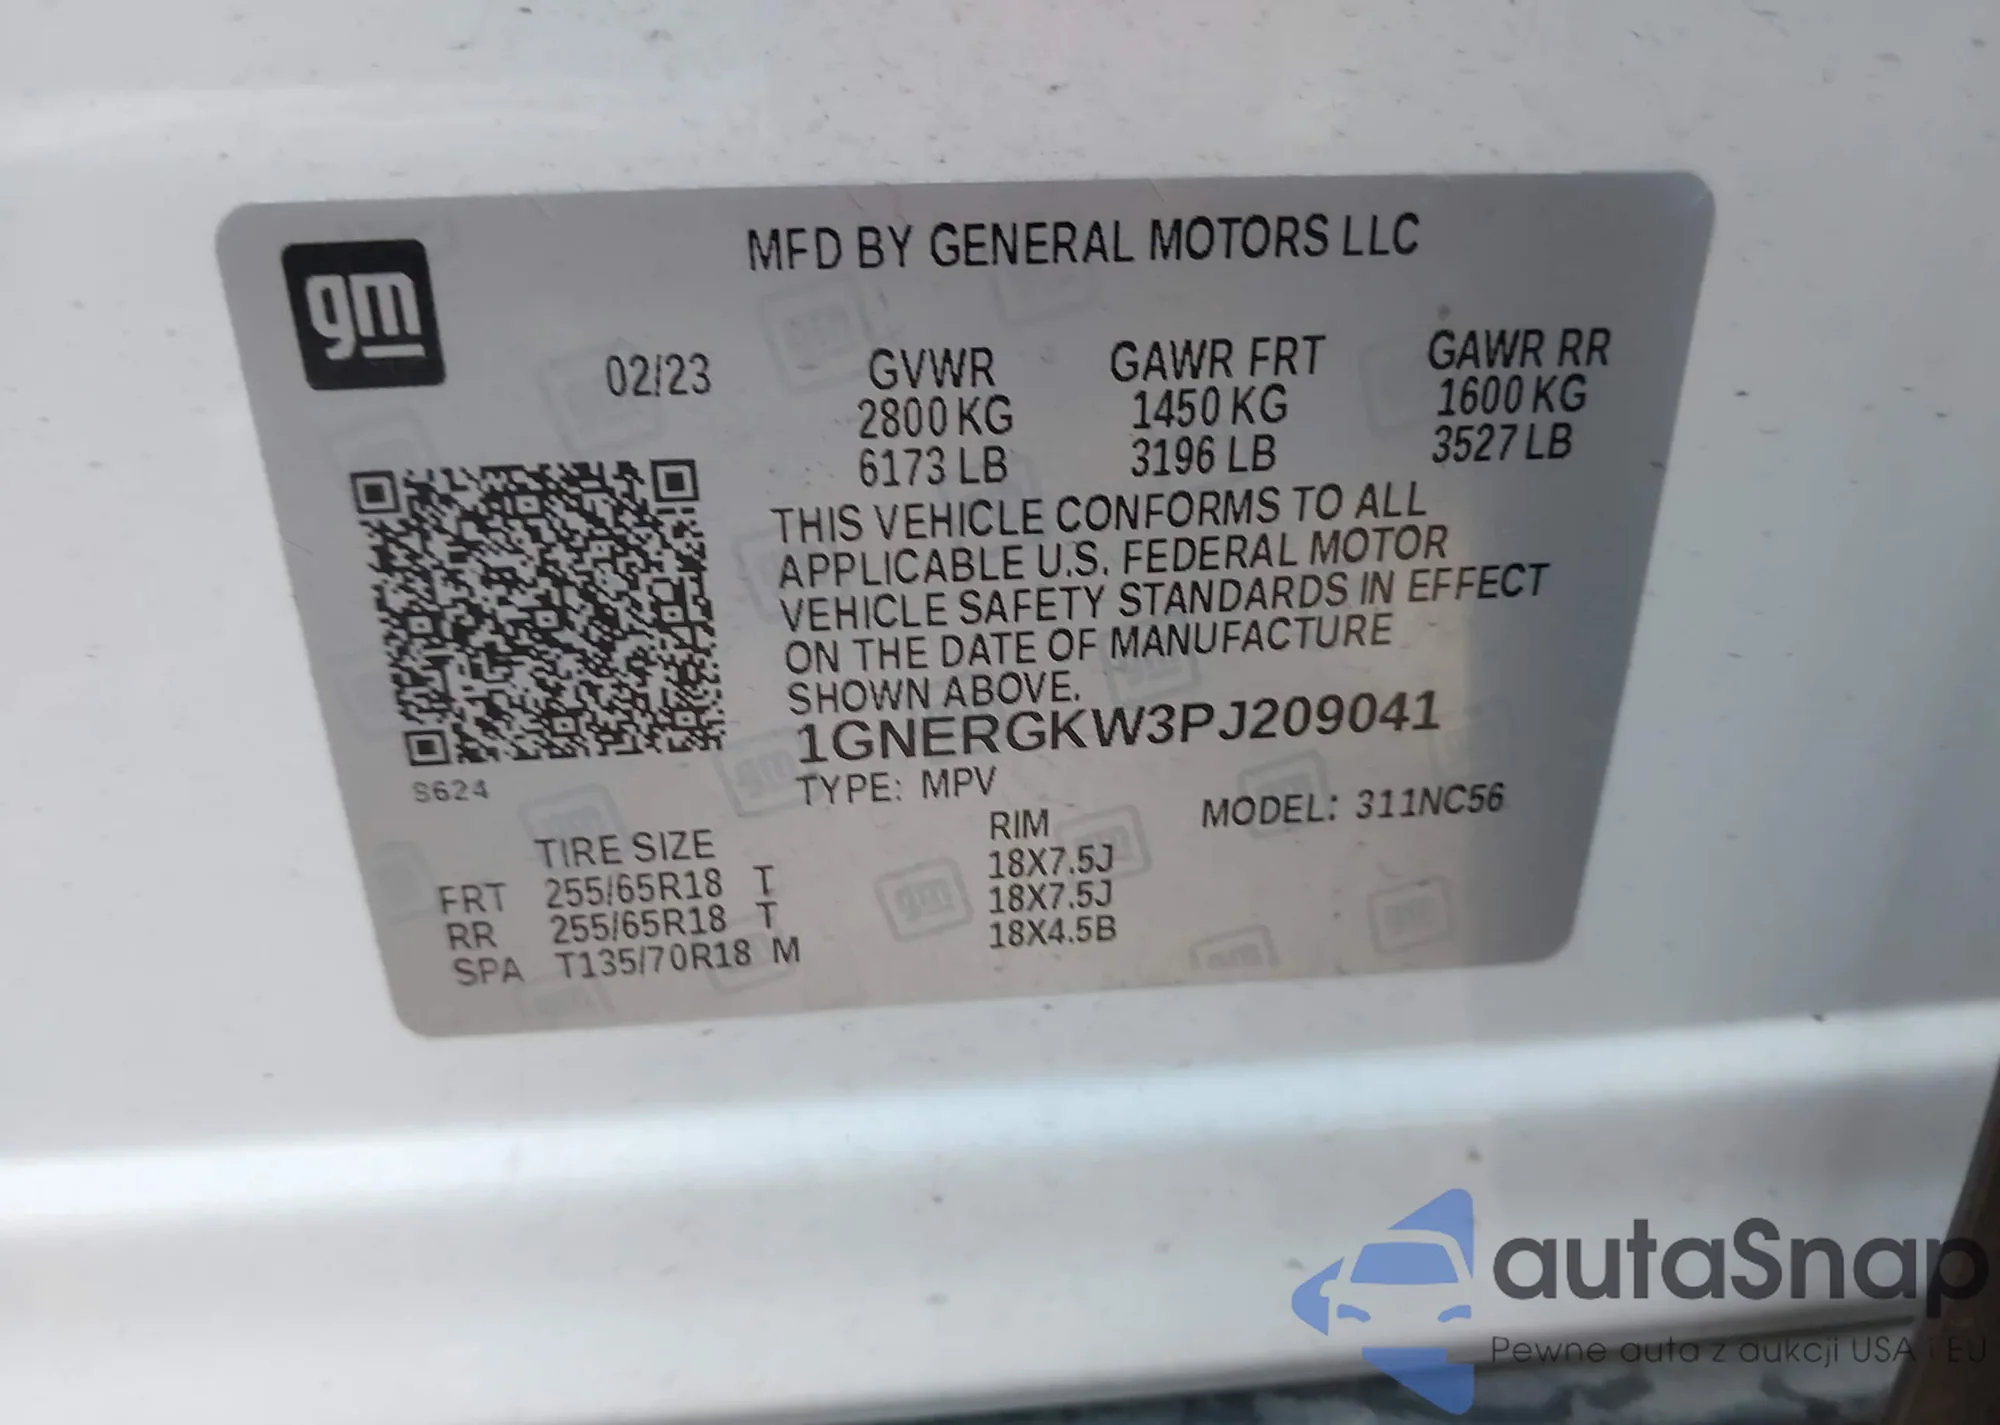 gm
MFD BY GENERAL MOTORS LLC
02/23
GVWR
2800 KG
6173 LB
GAWR FRT
1450 KG
3196 LB
GAWR RR
1600 KG
3527 LB
THIS VEHICLE CONFORMS TO ALL
APPLICABLE U.S. FEDERAL MOTOR
VEHICLE SAFETY STANDARDS IN EFFECT
ON THE DATE OF MANUFACTURE
SHOWN ABOVE.
1GNERGKW3PJ209041
S624
TYPE: MPV
MODEL: 311NC56
TIRE SIZE RIM
FRT 255/65R18 T 18X7.5J
RR 255/65R18 T 18X7.5J
SPA T135/70R18 M 18X4.5B
autaSnap
Pewne auta z aukcji USA i EU